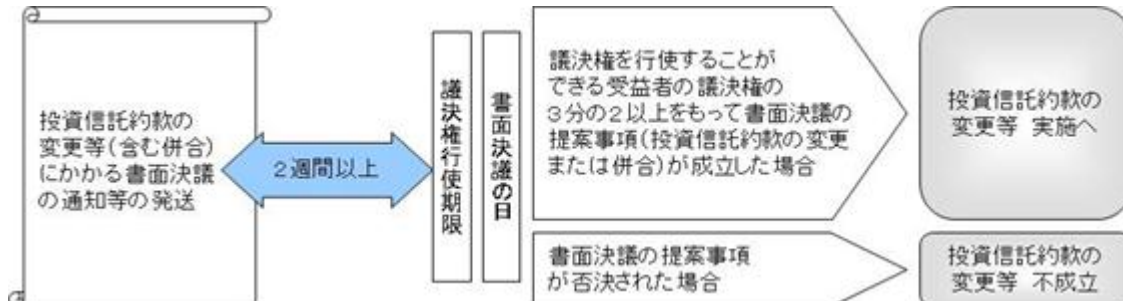 投資信託約款の
変更等(含む併合)
にかかる書面決議
の通知等の発送
2週間以上
議決権行使期限
書面決議の日
議決権を行使することが
できる受益者の議決権の
3分の2以上をもって書面決議の
提案事項(投資信託約款の変更
または併合)が成立した場合
投資信託約款の
変更等 実施へ
書面決議の提案事項
が否決された場合
投資信託約款の
変更等 不成立